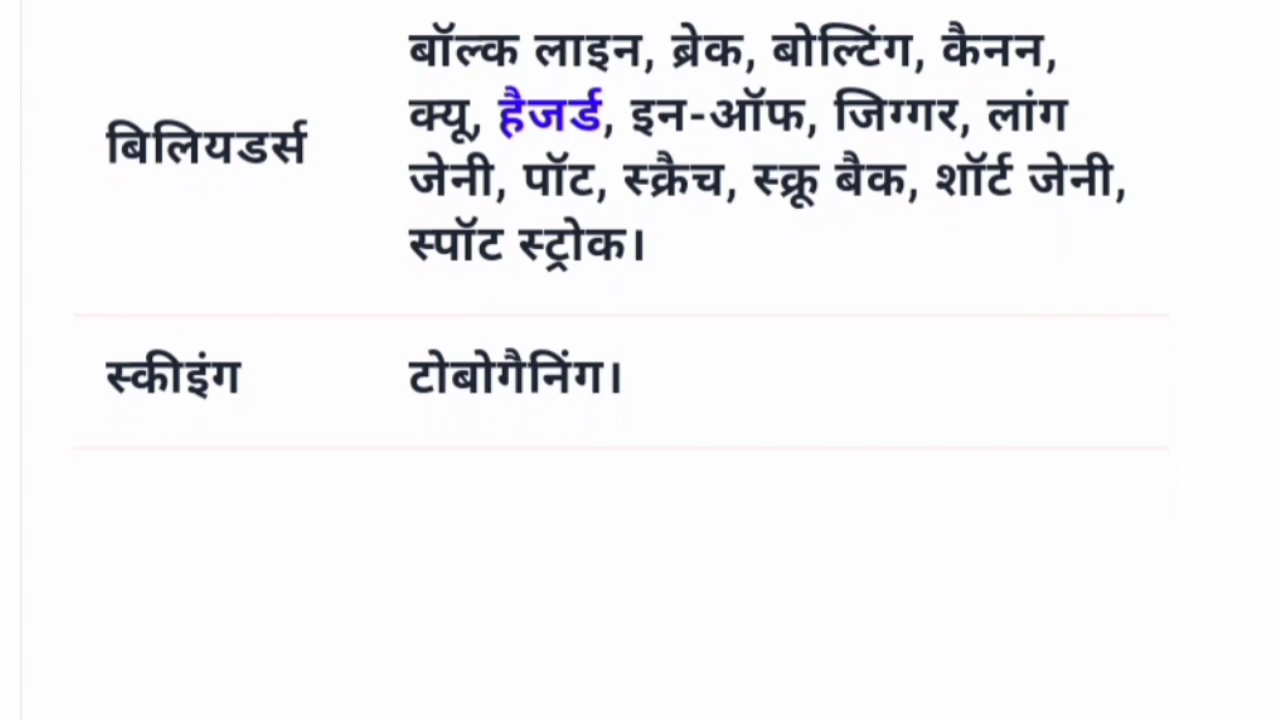 बॉल्क लाइन, ब्रेक, बोल्टिंग, कैनन,
क्यू, हैजर्ड, इन-ऑफ, जिग्गर, लांग
बिलियडर्स
जेनी, पॉट, स्क्रैच, स्क्रू बैक, शॉर्ट जेनी,
स्पॉट स्ट्रोक।
स्कीइंग टोबोगैनिंग।